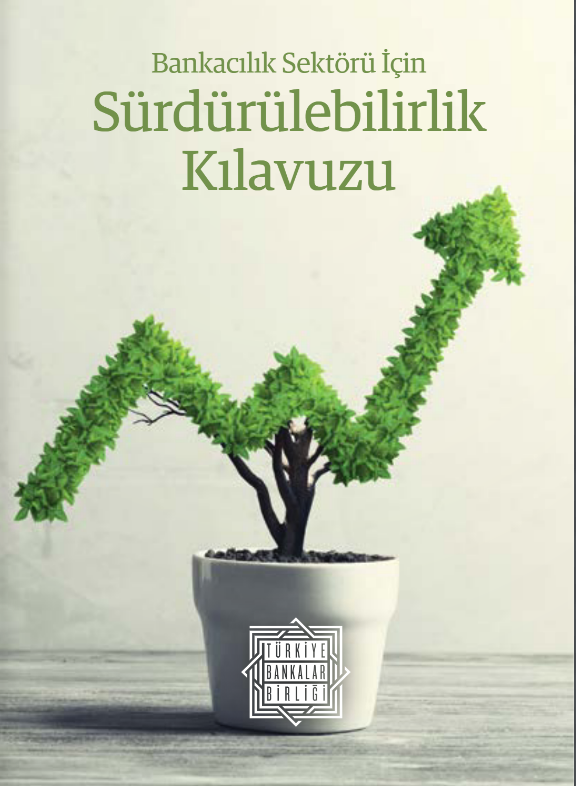 Bankacılık Sektörü İçin
Sürdürülebilirlik
Kılavuzu
TÜRKİYE
BANKALAR
BİRLİĞİ